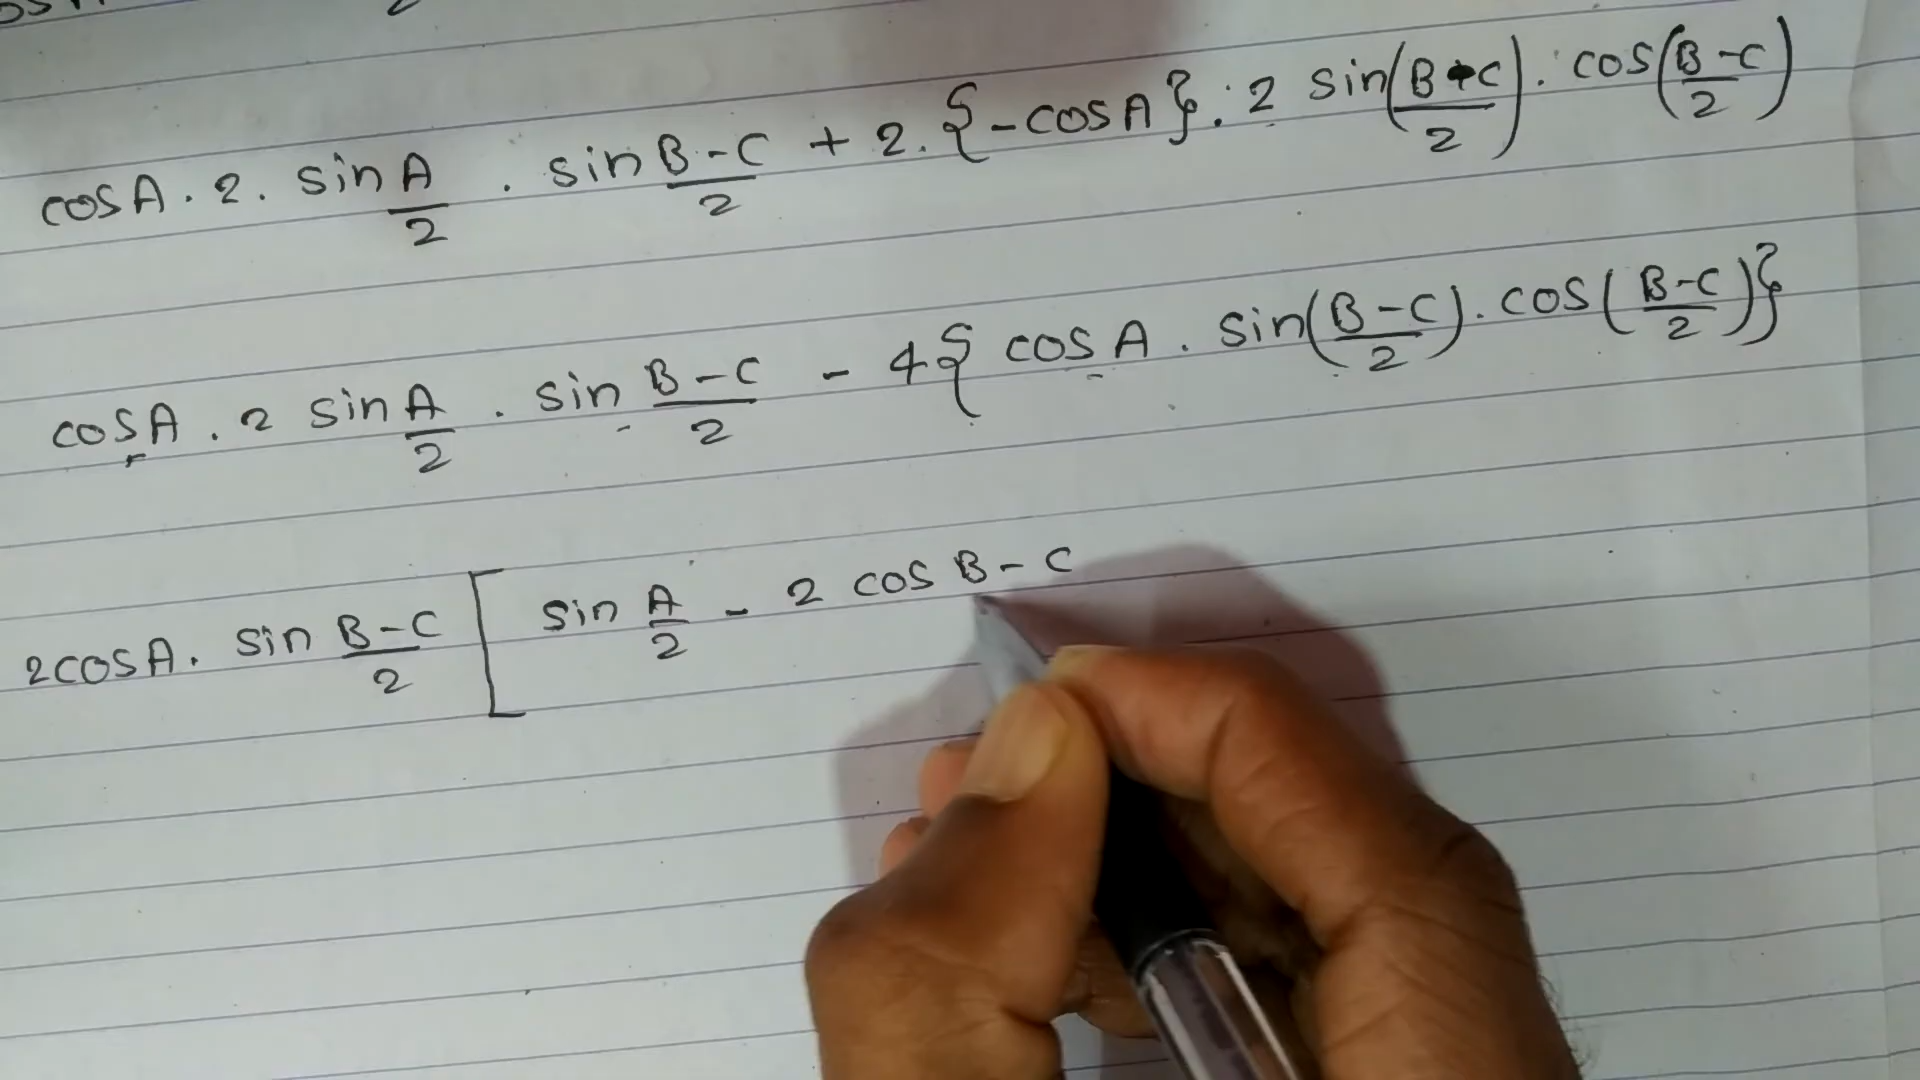 cosA . 2 . sin A/2 . sin B-C/2 + 2 . {-cosA} . 2 sin(B-C/2) . cos(B-C/2)
cosA . 2 sin A/2 . sin B-C/2 - 4{cosA . sin(B-C/2) . cos(B-C/2)}
2cosA . sin B-C/2 [ sin A/2 - 2 cos B-C